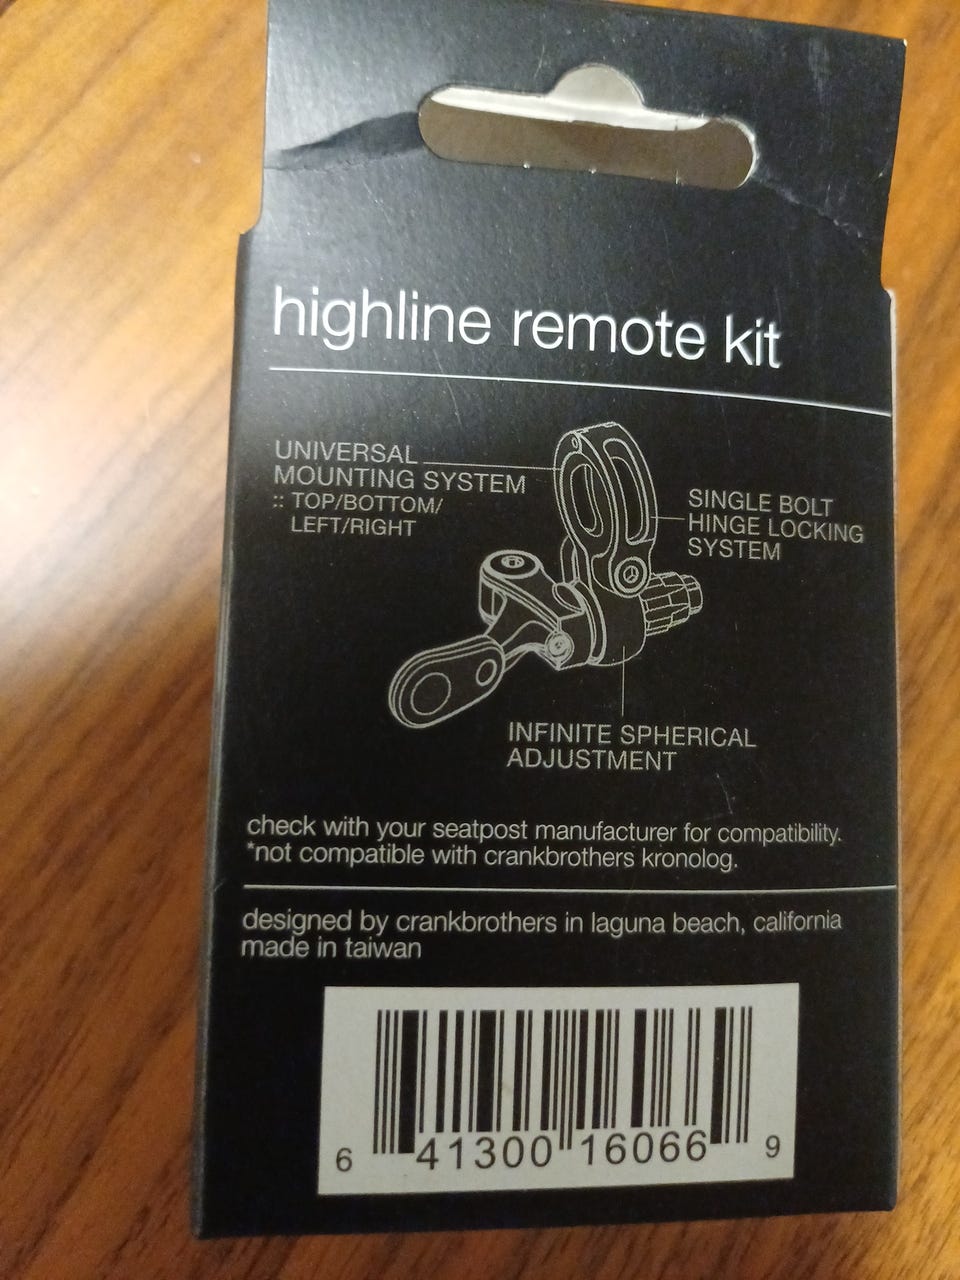 highline remote kit
UNIVERSAL
MOUNTING SYSTEM
:: TOP/BOTTOM/
LEFT/RIGHT
SINGLE BOLT
HINGE LOCKING
SYSTEM
INFINITE SPHERICAL
ADJUSTMENT
check with your seatpost manufacturer for compatibility.
*not compatible with crankbrothers kronolog.
designed by crankbrothers in laguna beach, california
made in taiwan
6 41300 16066 9